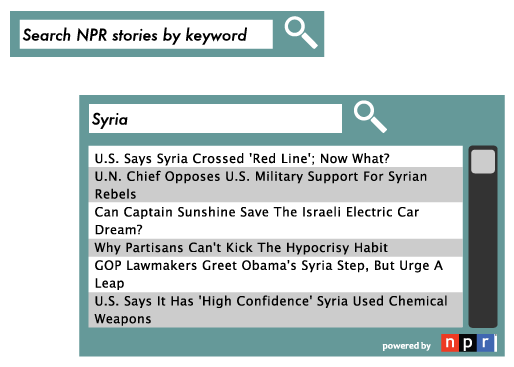 Search NPR stories by keyword
Syria
U.S. Says Syria Crossed 'Red Line'; Now What?
U.N. Chief Opposes U.S. Military Support For Syrian
Rebels
Can Captain Sunshine Save The Israeli Electric Car
Dream?
Why Partisans Can't Kick The Hypocrisy Habit
GOP Lawmakers Greet Obama's Syria Step, But Urge A
Leap
U.S. Says It Has 'High Confidence' Syria Used Chemical
Weapons
powered by npr